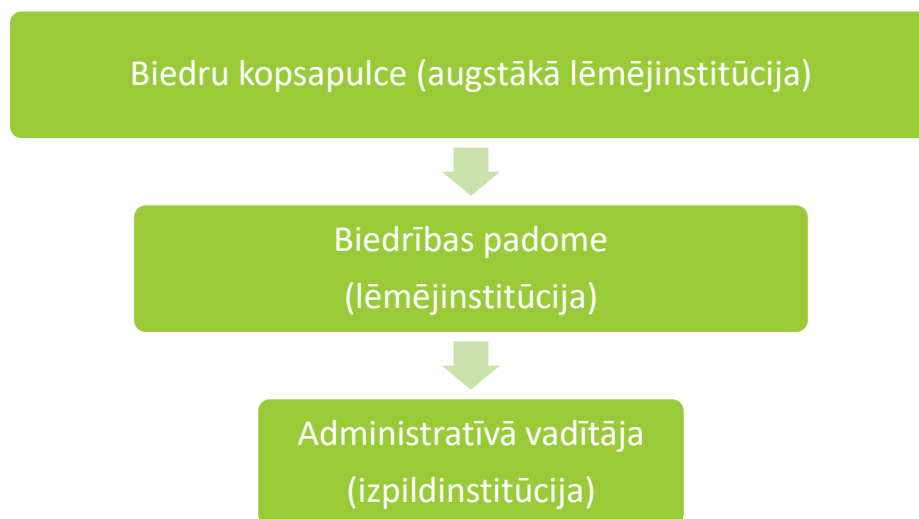 Biedru kopsapulce (augstākā lēmējinstitūcija)
Biedrības padome
(lēmējinstitūcija)
Administratīvā vadītāja
(izpildinstitūcija)